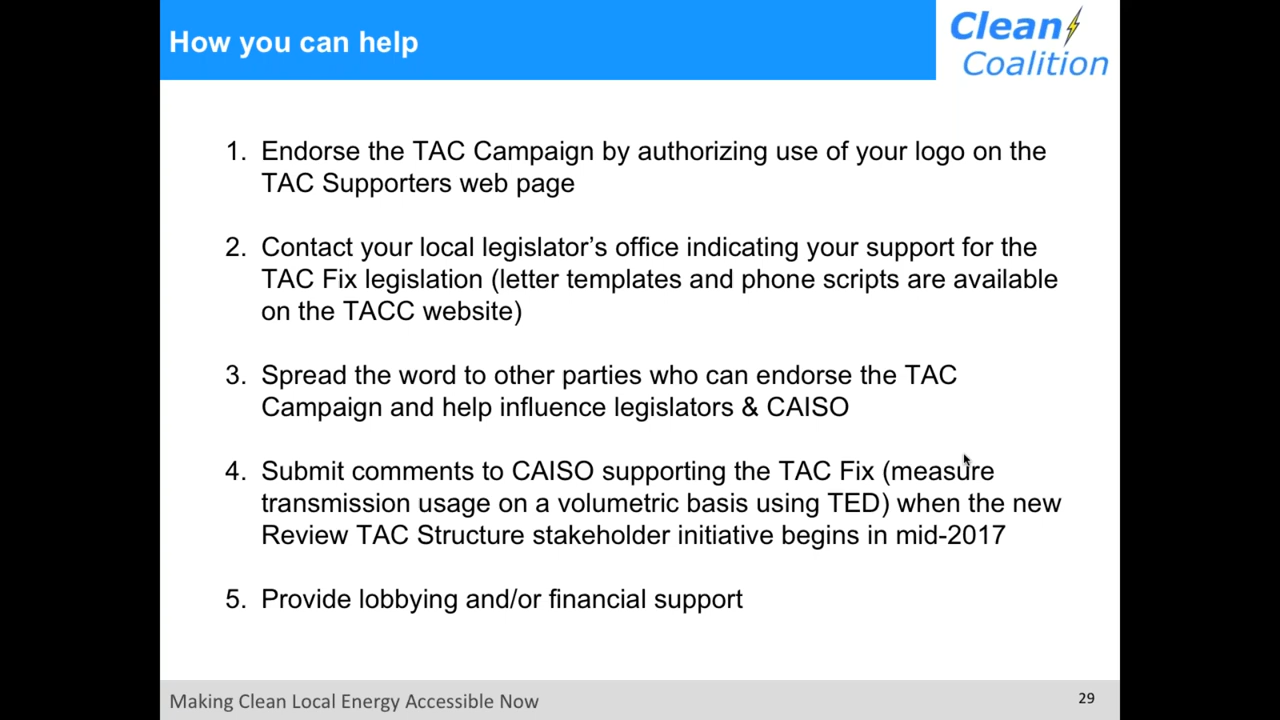 How you can help
Clean
Coalition
1. Endorse the TAC Campaign by authorizing use of your logo on the
TAC Supporters web page
2. Contact your local legislator’s office indicating your support for the
TAC Fix legislation (letter templates and phone scripts are available
on the TACC website)
3. Spread the word to other parties who can endorse the TAC
Campaign and help influence legislators & CAISO
4. Submit comments to CAISO supporting the TAC Fix (measure
transmission usage on a volumetric basis using TED) when the new
Review TAC Structure stakeholder initiative begins in mid-2017
5. Provide lobbying and/or financial support
Making Clean Local Energy Accessible Now
29